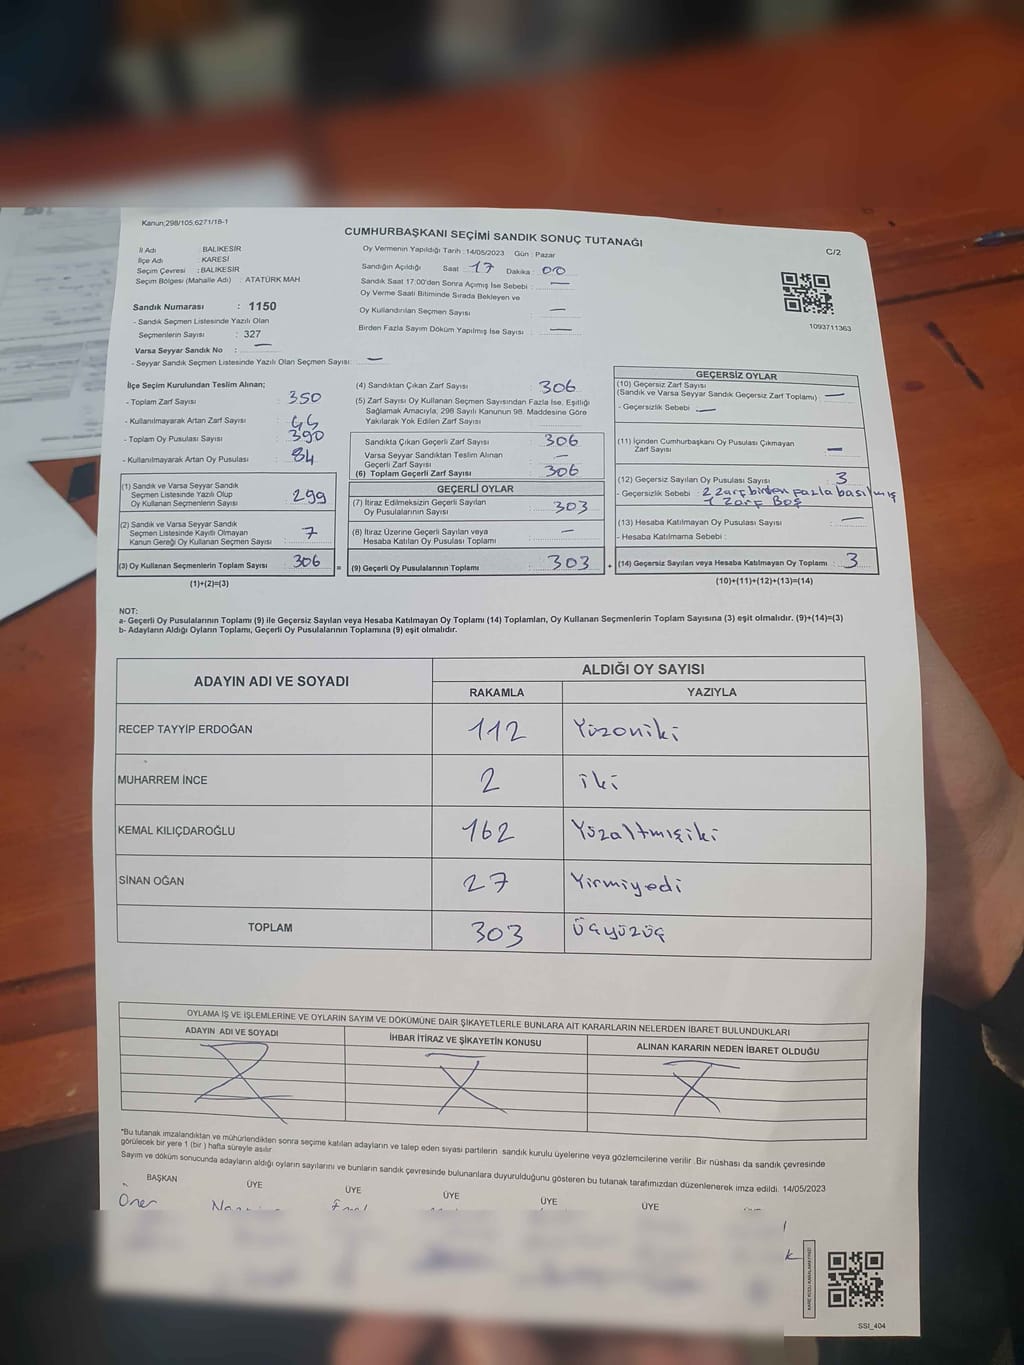 Kanun;298/105;6271/18-1
CUMHURBAŞKANI SEÇİMİ SANDIK SONUÇ TUTANAĞI
C/2
İl Adı : BALIKESİR
İlçe Adı : KARESİ
Seçim Çevresi : BALIKESİR
Seçim Bölgesi (Mahalle Adı) : ATATÜRK MAH
Oy Vermenin Yapıldığı Tarih : 14/05/2023 Gün : Pazar
Sandığın Açıldığı Saat : 17 Dakika : 00
Sandık Saat 17:00'den Sonra Açımış İse Sebebi : —
Oy Verme Saati Bitiminde Sırada Bekleyen ve
Oy Kullandırılan Seçmen Sayısı —
Birden Fazla Sayım Döküm Yapılmış İse Sayısı : —
1093711363
Sandık Numarası : 1150
- Sandık Seçmen Listesinde Yazılı Olan
Seçmenlerin Sayısı : 327
Varsa Seyyar Sandık No : —
- Seyyar Sandık Seçmen Listesinde Yazılı Olan Seçmen Sayısı: —
İlçe Seçim Kurulundan Teslim Alınan;
- Toplam Zarf Sayısı : 350
- Kullanılmayarak Artan Zarf Sayısı : 44
- Toplam Oy Pusulası Sayısı : 390
- Kullanılmayarak Artan Oy Pusulası : 84
(1) Sandık ve Varsa Seyyar Sandık
Seçmen Listesinde Yazılı Olup
Oy Kullanan Seçmenlerin Sayısı : 299
(2) Sandık ve Varsa Seyyar Sandık
Seçmen Listesinde Kayıtlı Olmayan
Kanun Gereği Oy Kullanan Seçmen Sayısı : 7
(3) Oy Kullanan Seçmenlerin Toplam Sayısı : 306
(1)+(2)=(3)
=
(4) Sandıktan Çıkan Zarf Sayısı : 306
(5) Zarf Sayısı Oy Kullanan Seçmen Sayısından Fazla İse, Eşitliği
Sağlamak Amacıyla; 298 Sayılı Kanunun 98. Maddesine Göre
Yakılarak Yok Edilen Zarf Sayısı :
Sandıkta Çıkan Geçerli Zarf Sayısı : 306
Varsa Seyyar Sandıktan Teslim Alınan
Geçerli Zarf Sayısı : —
(6) Toplam Geçerli Zarf Sayısı : 306
GEÇERLİ OYLAR
(7) İtiraz Edilmeksizin Geçerli Sayılan
Oy Pusulalarının Sayısı : 303
(8) İtiraz Üzerine Geçerli Sayılan veya
Hesaba Katılan Oy Pusulası Toplamı : —
(9) Geçerli Oy Pusulalarının Toplamı : 303
+
GEÇERSİZ OYLAR
(10) Geçersiz Zarf Sayısı
(Sandık ve Varsa Seyyar Sandık Geçersiz Zarf Toplamı) : —
- Geçersizlik Sebebi : —
(11) İçinden Cumhurbaşkanı Oy Pusulası Çıkmayan
Zarf Sayısı : —
(12) Geçersiz Sayılan Oy Pusulası Sayısı : 3
- Geçersizlik Sebebi : 2 Zarf birden fazla basılmış
1 Zarf Boş
(13) Hesaba Katılmayan Oy Pusulası Sayısı : —
- Hesaba Katılmama Sebebi :
(14) Geçersiz Sayılan veya Hesaba Katılmayan Oy Toplamı : 3
(10)+(11)+(12)+(13)=(14)
NOT:
a- Geçerli Oy Pusulalarının Toplamı (9) ile Geçersiz Sayılan veya Hesaba Katılmayan Oy Toplamı (14) Toplamları, Oy Kullanan Seçmenlerin Toplam Sayısına (3) eşit olmalıdır. (9)+(14)=(3)
b- Adayların Aldığı Oyların Toplamı, Geçerli Oy Pusulalarının Toplamına (9) eşit olmalıdır.
ADAYIN ADI VE SOYADI ALDIĞI OY SAYISI
RAKAMLA YAZIYLA
RECEP TAYYİP ERDOĞAN 112 Yüzoniki
MUHARREM İNCE 2 iki
KEMAL KILIÇDAROĞLU 162 Yüzaltmışiki
SİNAN OĞAN 27 Yirmiyedi
TOPLAM 303 Üçyüzüç
OYLAMA İŞ VE İŞLEMLERİNE VE OYLARIN SAYIM VE DÖKÜMÜNE DAİR ŞİKAYETLERLE BUNLARA AİT KARARLARIN NELERDEN İBARET BULUNDUKLARI
ADAYIN ADI VE SOYADI İHBAR İTİRAZ VE ŞİKAYETİN KONUSU ALINAN KARARIN NEDEN İBARET OLDUĞU
*Bu tutanak imzalandıktan ve mühürlendikten sonra seçime katılan adayların ve talep eden siyasi partilerin sandık kurulu üyelerine veya gözlemcilerine verilir. Bir nüshası da sandık çevresinde
görülecek bir yere 1 (bir) hafta süreyle asılır.
Sayım ve döküm sonucunda adayların aldığı oyların sayılarını ve bunların sandık çevresinde bulunanlara duyurulduğunu gösteren bu tutanak tarafımızdan düzenlenerek imza edildi. 14/05/2023
BAŞKAN ÜYE ÜYE ÜYE ÜYE ÜYE
Öner
SSI_404